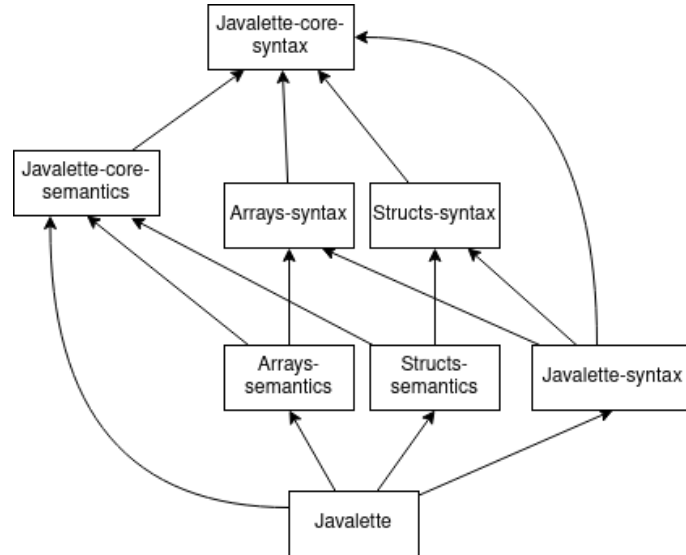 Javalette-core-
syntax
Javalette-core-
semantics
Arrays-syntax
Structs-syntax
Arrays-
semantics
Structs-
semantics
Javalette-syntax
Javalette